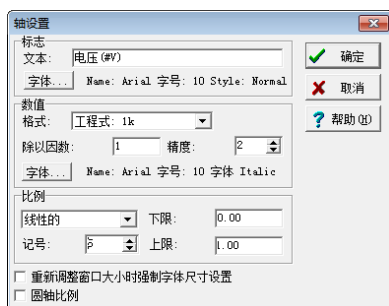 轴设置
标志
文本: 电压(#V)
字体... Name: Arial 字号: 10 Style: Normal
数值
格式: 工程式: 1k
除以因数: 1 精度: 2
字体... Name: Arial 字号: 10 字体 Italic
比例
线性的 下限: 0.00
记号: 上限: 1.00
重新调整窗口大小时强制字体尺寸设置
圆轴比例
确定
取消
帮助(H)